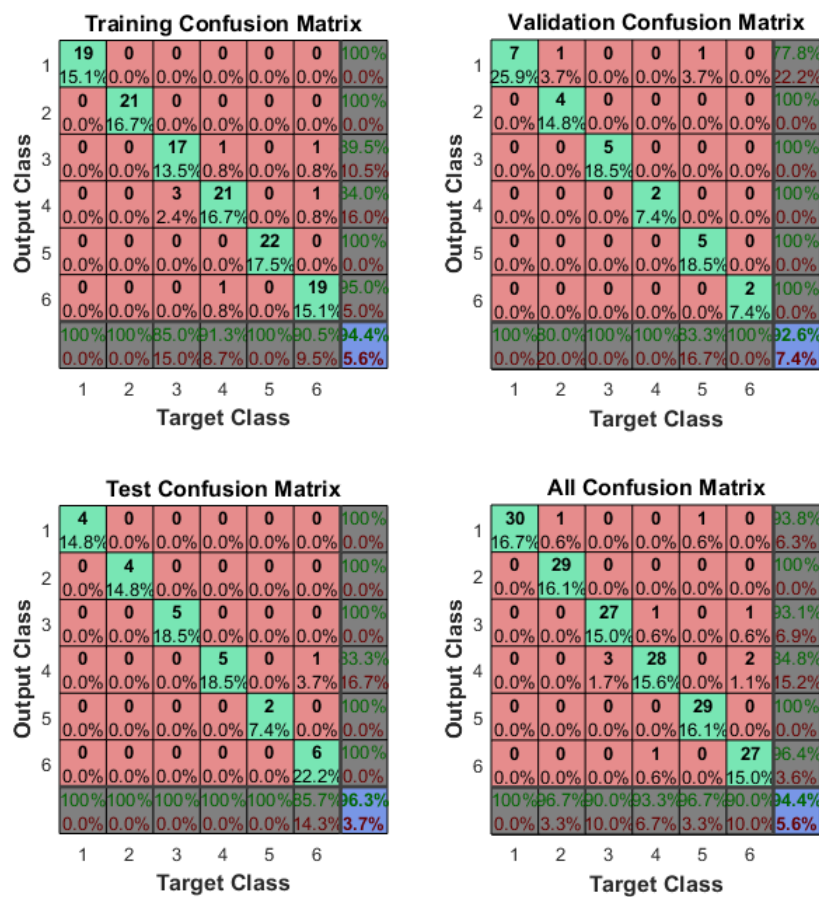 Training Confusion Matrix
1 19 0 0 0 0 0 100%
15.1% 0.0% 0.0% 0.0% 0.0% 0.0% 0.0%
2 0 21 0 0 0 0 100%
0.0% 16.7% 0.0% 0.0% 0.0% 0.0% 0.0%
3 0 0 17 1 0 1 89.5%
0.0% 0.0% 13.5% 0.8% 0.0% 0.8% 10.5%
4 0 0 3 21 0 1 84.0%
0.0% 0.0% 2.4% 16.7% 0.0% 0.8% 16.0%
5 0 0 0 0 22 0 100%
0.0% 0.0% 0.0% 0.0% 17.5% 0.0% 0.0%
6 0 0 0 1 0 19 95.0%
0.0% 0.0% 0.0% 0.8% 0.0% 15.1% 5.0%
100% 100% 85.0% 91.3% 100% 90.5% 94.4%
0.0% 0.0% 15.0% 8.7% 0.0% 9.5% 5.6%
1 2 3 4 5 6
Target Class
Output Class
Validation Confusion Matrix
1 7 1 0 0 1 0 77.8%
25.9% 3.7% 0.0% 0.0% 3.7% 0.0% 22.2%
2 0 4 0 0 0 0 100%
0.0% 14.8% 0.0% 0.0% 0.0% 0.0% 0.0%
3 0 0 5 0 0 0 100%
0.0% 0.0% 18.5% 0.0% 0.0% 0.0% 0.0%
4 0 0 0 2 0 0 100%
0.0% 0.0% 0.0% 7.4% 0.0% 0.0% 0.0%
5 0 0 0 0 5 0 100%
0.0% 0.0% 0.0% 0.0% 18.5% 0.0% 0.0%
6 0 0 0 0 0 2 100%
0.0% 0.0% 0.0% 0.0% 0.0% 7.4% 0.0%
100% 80.0% 100% 100% 83.3% 100% 92.6%
0.0% 20.0% 0.0% 0.0% 16.7% 0.0% 7.4%
1 2 3 4 5 6
Target Class
Output Class
Test Confusion Matrix
1 4 0 0 0 0 0 100%
14.8% 0.0% 0.0% 0.0% 0.0% 0.0% 0.0%
2 0 4 0 0 0 0 100%
0.0% 14.8% 0.0% 0.0% 0.0% 0.0% 0.0%
3 0 0 5 0 0 0 100%
0.0% 0.0% 18.5% 0.0% 0.0% 0.0% 0.0%
4 0 0 0 5 0 1 83.3%
0.0% 0.0% 0.0% 18.5% 0.0% 3.7% 16.7%
5 0 0 0 0 2 0 100%
0.0% 0.0% 0.0% 0.0% 7.4% 0.0% 0.0%
6 0 0 0 0 0 6 100%
0.0% 0.0% 0.0% 0.0% 0.0% 22.2% 0.0%
100% 100% 100% 100% 100% 85.7% 96.3%
0.0% 0.0% 0.0% 0.0% 0.0% 14.3% 3.7%
1 2 3 4 5 6
Target Class
Output Class
All Confusion Matrix
1 30 1 0 0 1 0 93.8%
16.7% 0.6% 0.0% 0.0% 0.6% 0.0% 6.3%
2 0 29 0 0 0 0 100%
0.0% 16.1% 0.0% 0.0% 0.0% 0.0% 0.0%
3 0 0 27 1 0 1 93.1%
0.0% 0.0% 15.0% 0.6% 0.0% 0.6% 6.9%
4 0 0 3 28 0 2 84.8%
0.0% 0.0% 1.7% 15.6% 0.0% 1.1% 15.2%
5 0 0 0 0 29 0 100%
0.0% 0.0% 0.0% 0.0% 16.1% 0.0% 0.0%
6 0 0 0 1 0 27 96.4%
0.0% 0.0% 0.0% 0.6% 0.0% 15.0% 3.6%
100% 96.7% 90.0% 93.3% 96.7% 90.0% 94.4%
0.0% 3.3% 10.0% 6.7% 3.3% 10.0% 5.6%
1 2 3 4 5 6
Target Class
Output Class